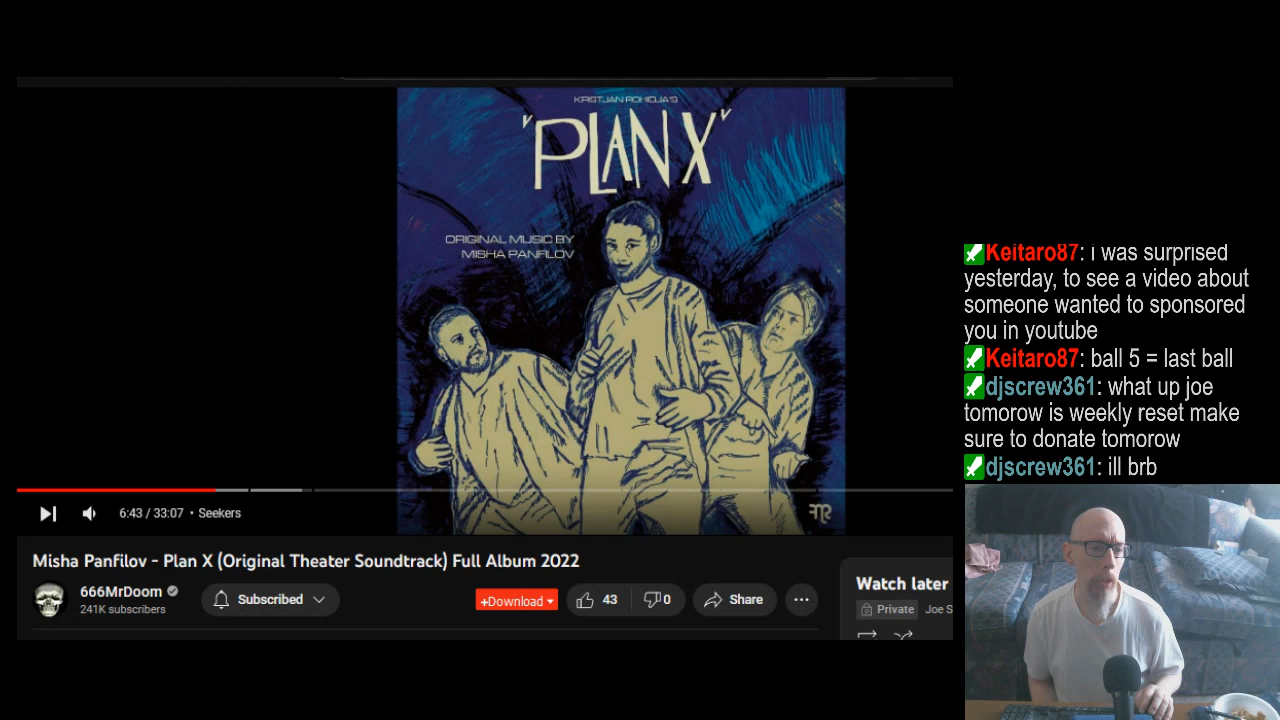 KRISTJAN ROHIOJA'S
"PLAN X"
ORIGINAL MUSIC BY
MISHA PANFILOV
6:43 / 33:07 • Seekers
Misha Panfilov - Plan X (Original Theater Soundtrack) Full Album 2022
666MrDoom
241K subscribers
Subscribed
+Download
43
0
Share
Watch later
Private
Joe S
Keitaro87: i was surprised
yesterday, to see a video about
someone wanted to sponsored
you in youtube
Keitaro87: ball 5 = last ball
djscrew361: what up joe
tomorow is weekly reset make
sure to donate tomorow
djscrew361: ill brb